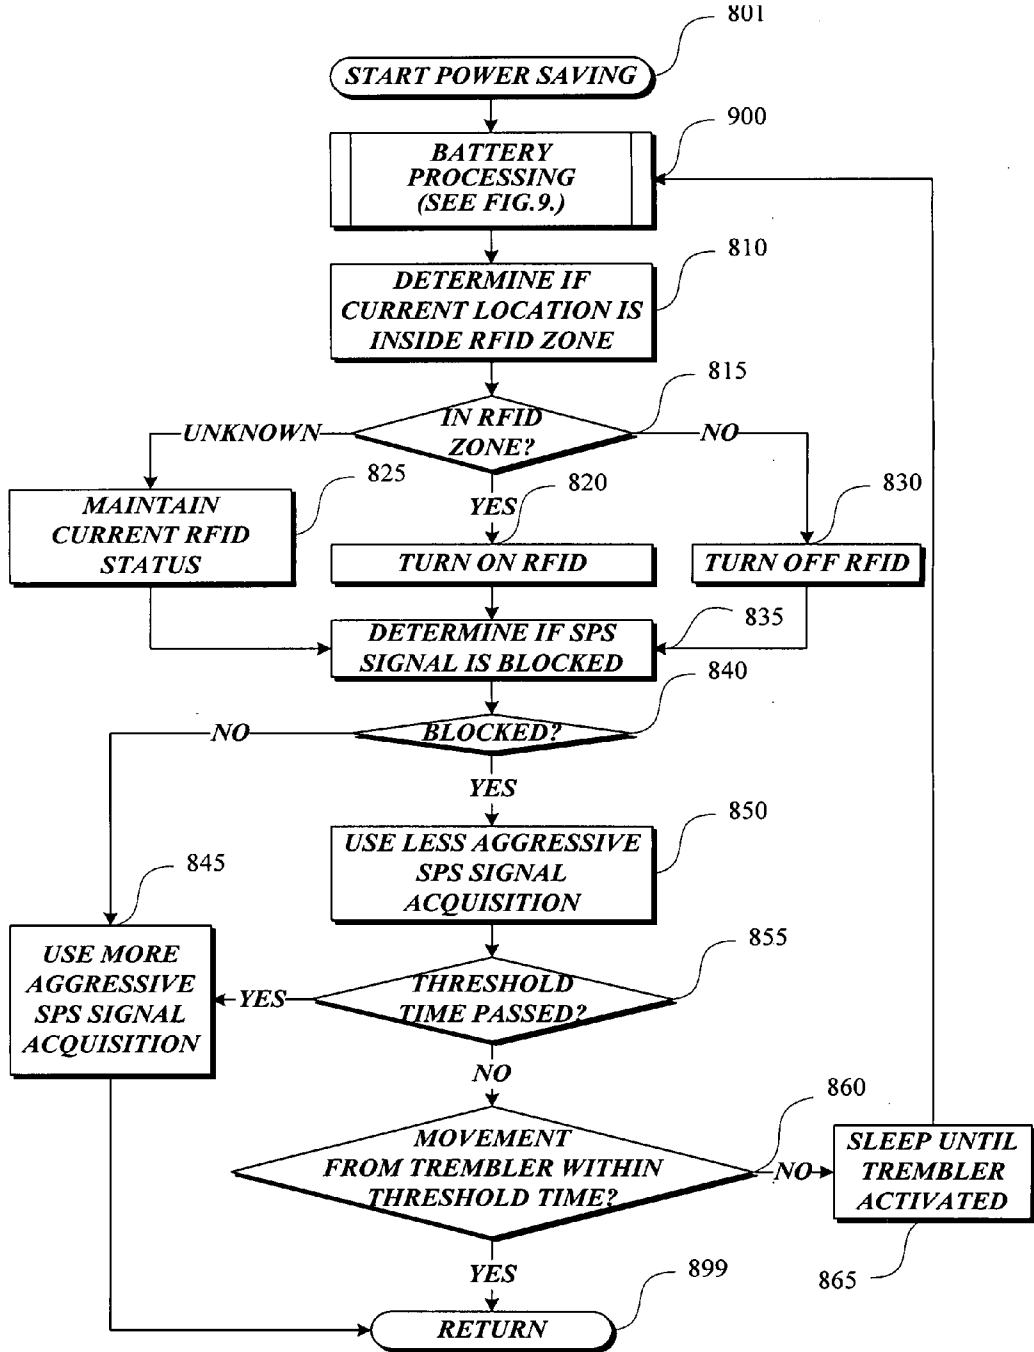 801
START POWER SAVING
900
BATTERY
PROCESSING
(SEE FIG.9.)
810
DETERMINE IF
CURRENT LOCATION IS
INSIDE RFID ZONE
815
IN RFID
ZONE?
UNKNOWN
NO
825
820
830
YES
MAINTAIN
CURRENT RFID
STATUS
TURN ON RFID
TURN OFF RFID
835
DETERMINE IF SPS
SIGNAL IS BLOCKED
840
BLOCKED?
NO
YES
850
USE LESS AGGRESSIVE
SPS SIGNAL
ACQUISITION
845
855
USE MORE
AGGRESSIVE
SPS SIGNAL
ACQUISITION
THRESHOLD
TIME PASSED?
YES
NO
860
MOVEMENT
FROM TREMBLER WITHIN
THRESHOLD TIME?
NO
SLEEP UNTIL
TREMBLER
ACTIVATED
865
YES
899
RETURN